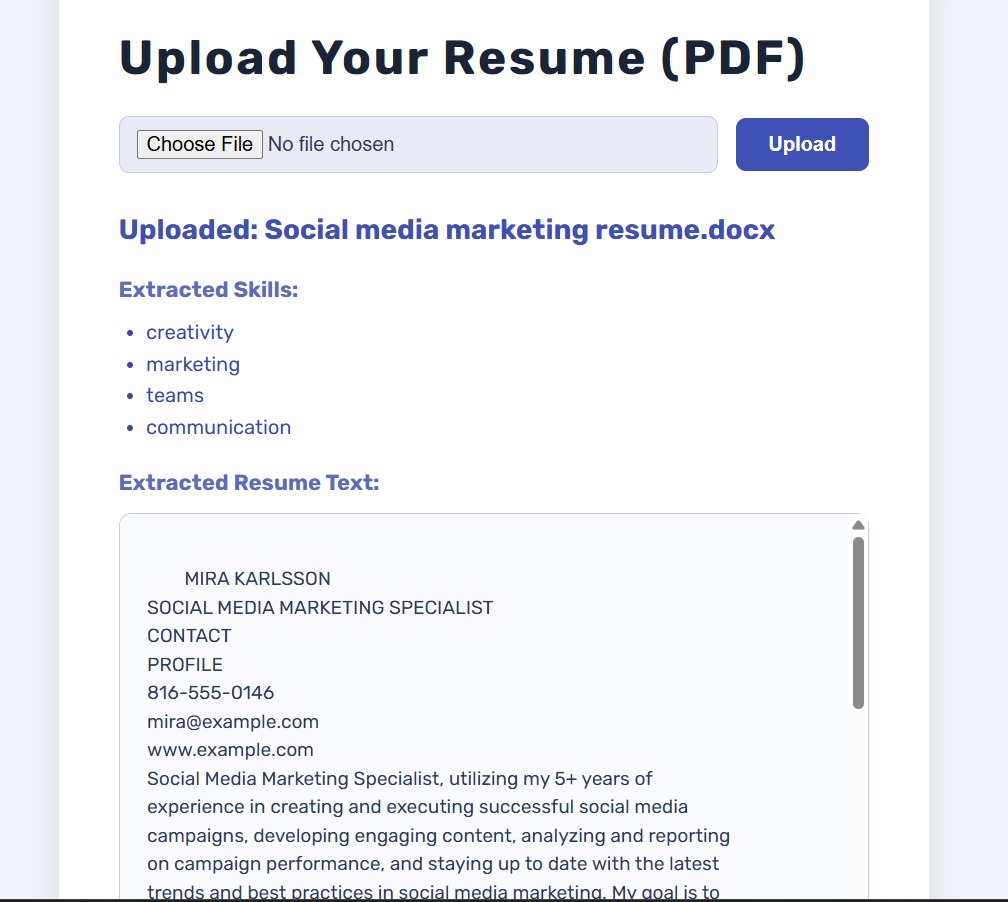 Upload Your Resume (PDF)
Choose File No file chosen
Upload
Uploaded: Social media marketing resume.docx
Extracted Skills:
• creativity
• marketing
• teams
• communication
Extracted Resume Text:
MIRA KARLSSON
SOCIAL MEDIA MARKETING SPECIALIST
CONTACT
PROFILE
816-555-0146
mira@example.com
www.example.com
Social Media Marketing Specialist, utilizing my 5+ years of
experience in creating and executing successful social media
campaigns, developing engaging content, analyzing and reporting
on campaign performance, and staying up to date with the latest
trends and best practices in social media marketing. My goal is to